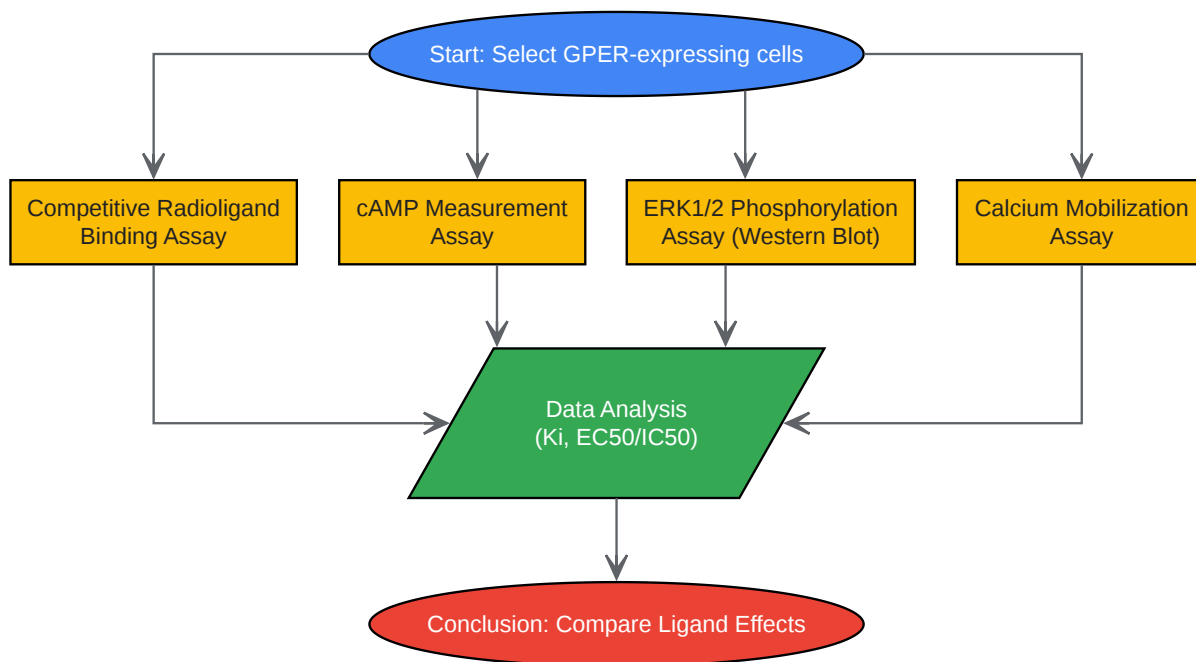 Start: Select GPER-expressing cells
Competitive Radioligand
Binding Assay
cAMP Measurement
Assay
ERK1/2 Phosphorylation
Assay (Western Blot)
Calcium Mobilization
Assay
Data Analysis
(Ki, EC50/IC50)
Conclusion: Compare Ligand Effects